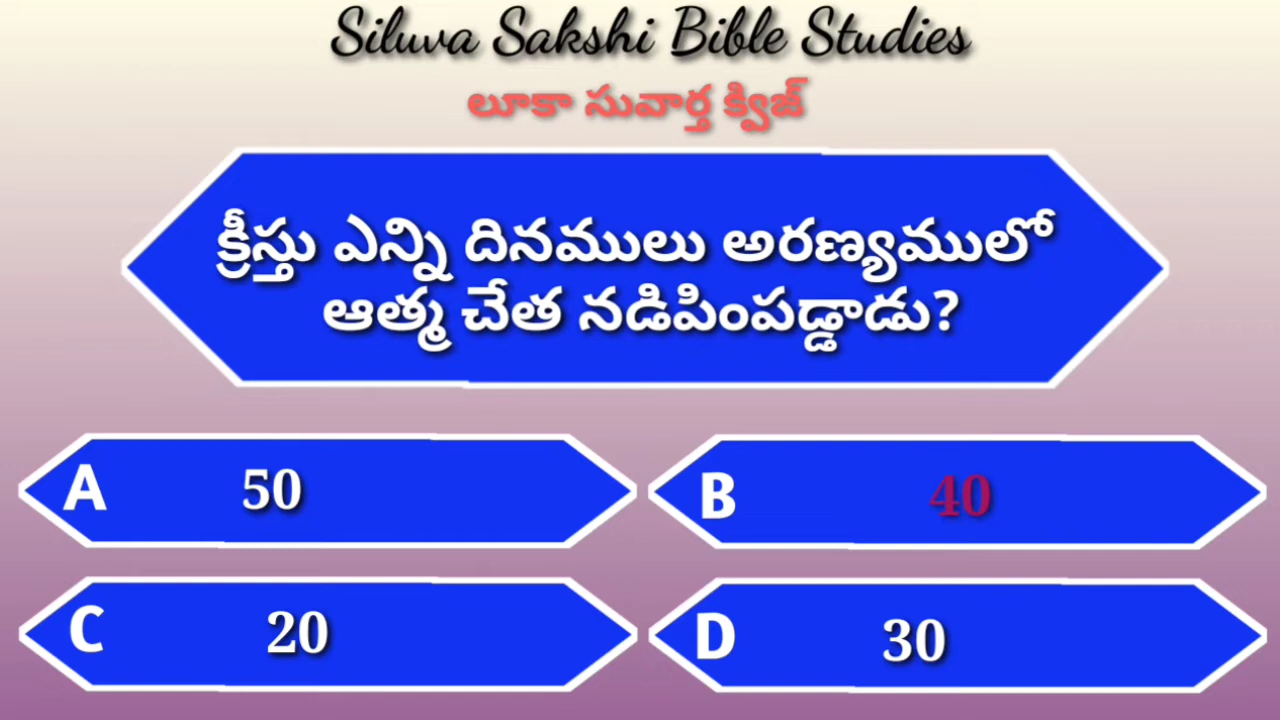 Siluva Sakshi Bible Studies
లూకా సువార్త క్విజ్
క్రీస్తు ఎన్ని దినములు అరణ్యములో
ఆత్మ చేత నడిపింపడ్డాడు?
A 50
B 40
C 20
D 30